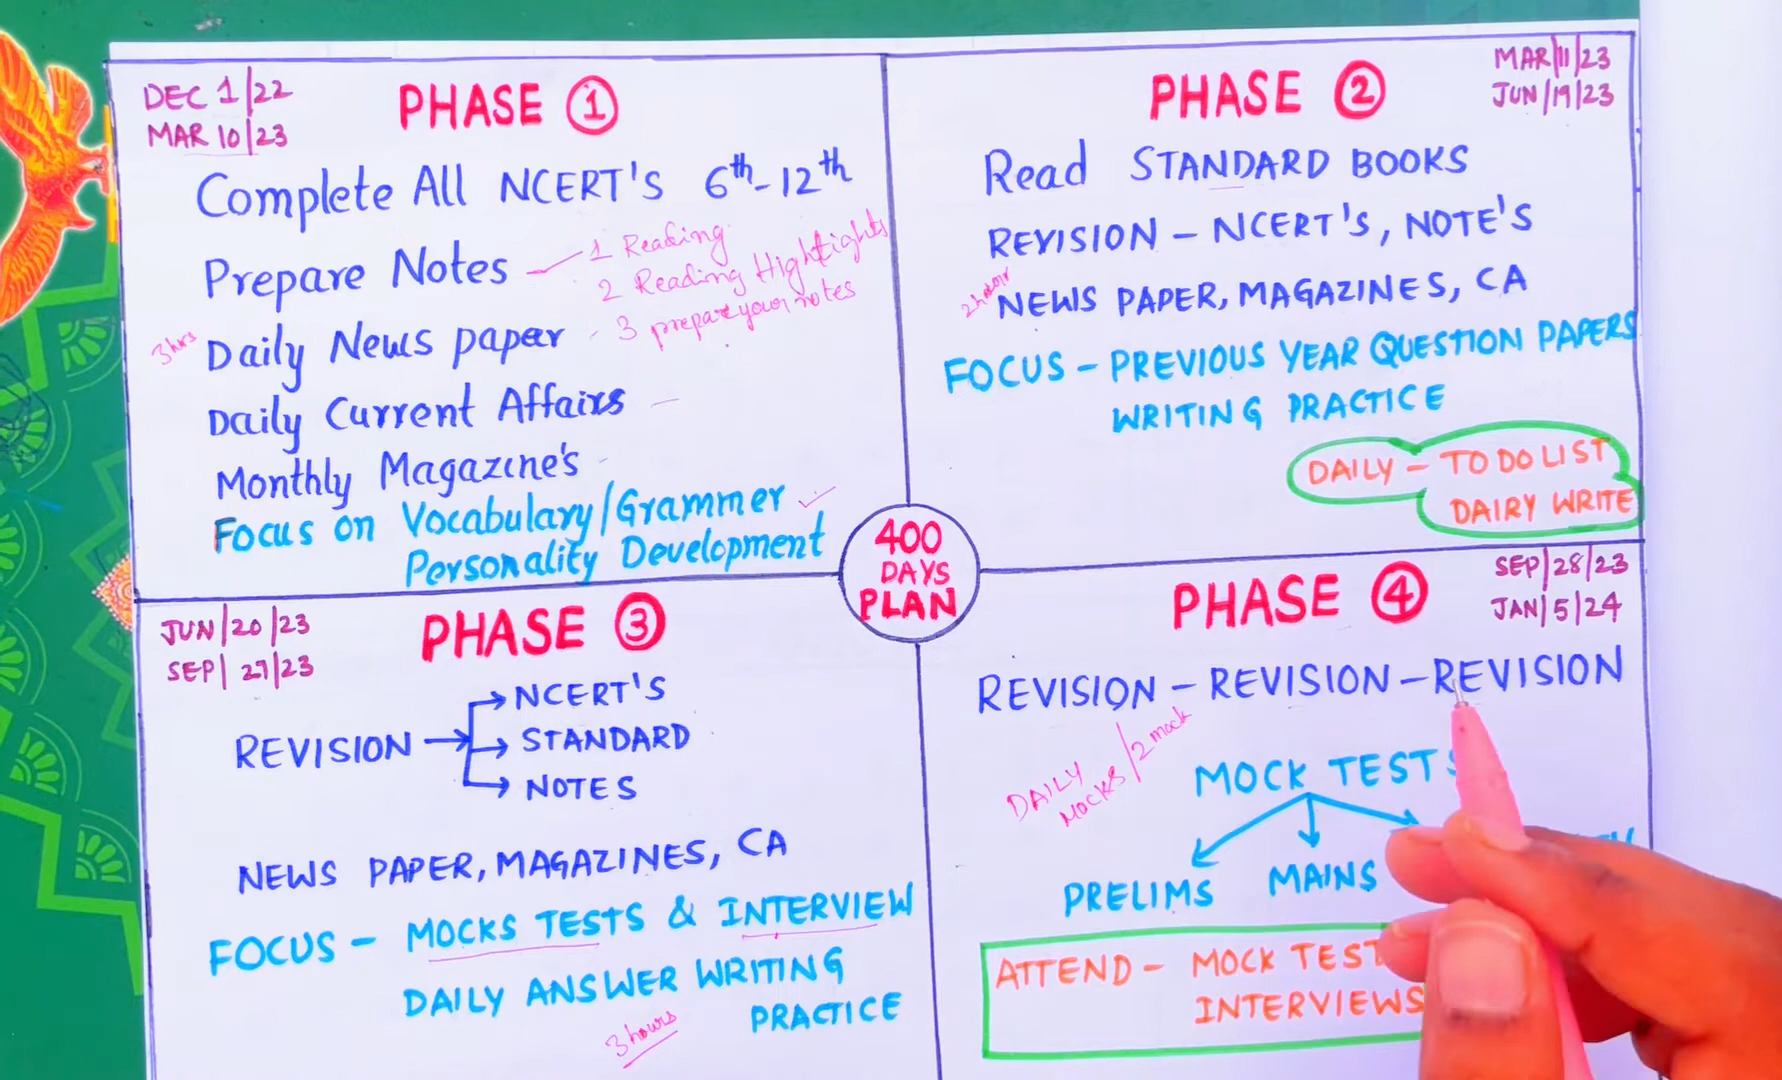 DEC 1/22
MAR 10/23
PHASE 1
Complete All NCERT'S 6th-12th
Prepare Notes
1 Reading
2 Reading Hightlights
3 prepare your notes
3hrs
Daily News paper
Daily Current Affairs
Monthly Magazine's
Focus on Vocabulary/Grammer
Personality Development
MAR/11/23
JUN/19/23
PHASE 2
Read STANDARD BOOKS
REVISION - NCERT'S, NOTE'S
NEWS PAPER, MAGAZINES, CA
FOCUS - PREVIOUS YEAR QUESTION PAPERS
WRITING PRACTICE
DAILY - TO DO LIST
DAIRY WRITE
400
DAYS
PLAN
JUN/20/23
SEP/27/23
PHASE 3
REVISION → NCERT'S
→ STANDARD
→ NOTES
NEWS PAPER, MAGAZINES, CA
FOCUS - MOCKS TESTS & INTERVIEW
DAILY ANSWER WRITING
PRACTICE
3 hours
SEP/28/23
JAN/5/24
PHASE 4
REVISION - REVISION - REVISION
DAILY
MOCKS/2 mock
MOCK TESTS
PRELIMS MAINS
ATTEND - MOCK TEST
INTERVIEWS